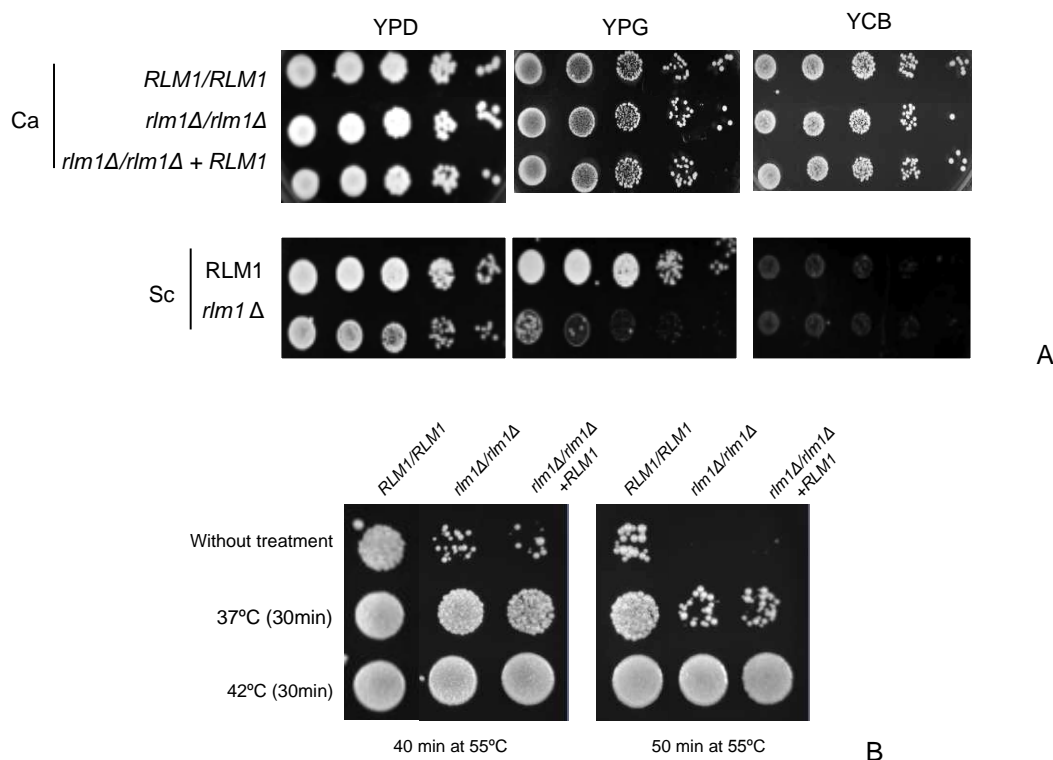 YPD YPG YCB
Ca
RLM1/RLM1
rlm1Δ/rlm1Δ
rlm1Δ/rlm1Δ + RLM1
Sc
RLM1
rlm1 Δ
A
RLM1/RLM1
rlm1Δ/rlm1Δ
rlm1Δ/rlm1Δ
+RLM1
RLM1/RLM1
rlm1Δ/rlm1Δ
rlm1Δ/rlm1Δ
+RLM1
Without treatment
37ºC (30min)
42ºC (30min)
40 min at 55ºC
50 min at 55ºC
B